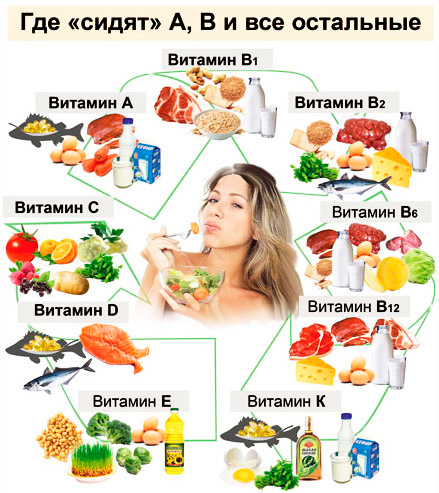 Где «сидят» А, В и все остальные
Витамин В1
Витамин А
Витамин В2
Витамин С
Витамин В6
Витамин D
Витамин В12
Витамин Е
Витамин К